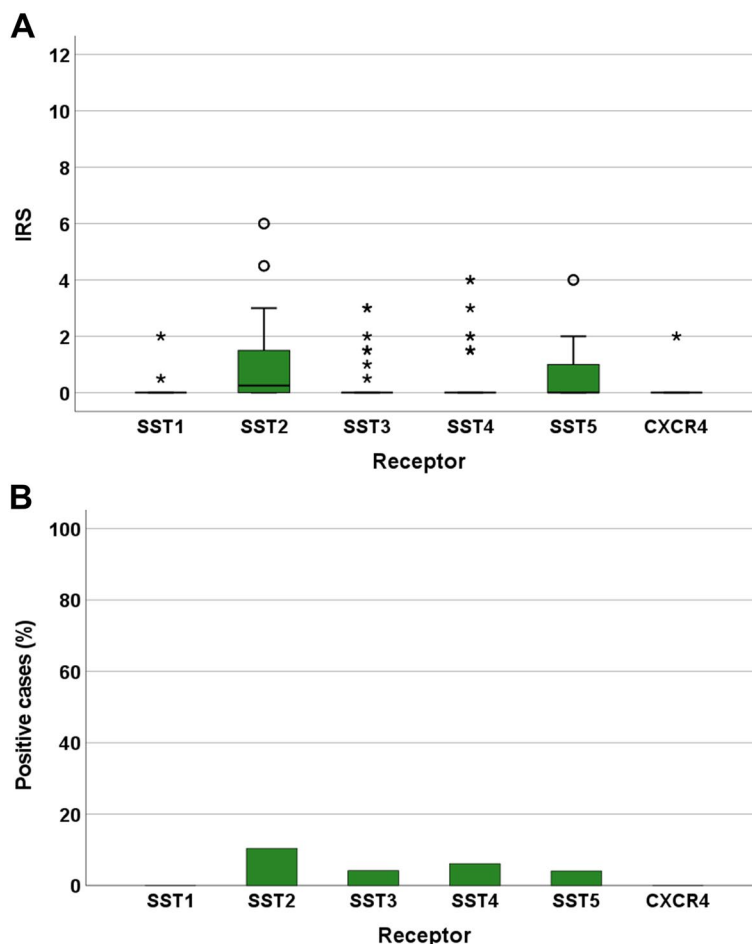 A
12
10
8
6
4
2
0
IRS
SST1 SST2 SST3 SST4 SST5 CXCR4
Receptor
B
100
80
60
40
20
0
Positive cases (%)
SST1 SST2 SST3 SST4 SST5 CXCR4
Receptor